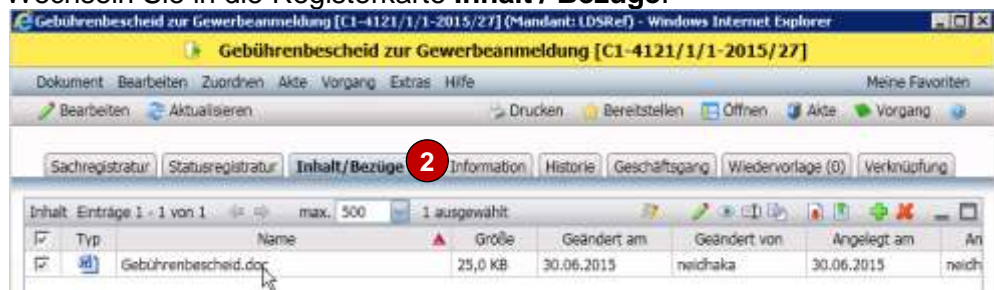 Wechseln Sie in die Registerkarte Inhalt / Bezüge.
Gebührenbescheid zur Gewerbeanmeldung [C1-4121/1/1-2015/27] (Mandant: LDSRef) - Windows Internet Explorer
Gebührenbescheid zur Gewerbeanmeldung [C1-4121/1/1-2015/27]
Dokument Bearbeiten Zuordnen Akte Vorgang Extras Hilfe Meine Favoriten
Bearbeiten Aktualisieren Drucken Bereitstellen Öffnen Akte Vorgang
Sachregistratur Statusregistratur Inhalt/Bezüge 2 Information Historie Geschäftsgang Wiedervorlage (0) Verknüpfung
Inhalt Einträge 1 - 1 von 1 max. 500 1 ausgewählt
Typ Name Größe Geändert am Geändert von Angelegt am An
Gebührenbescheid.doc 25,0 KB 30.06.2015 neidhaka 30.06.2015 neidh